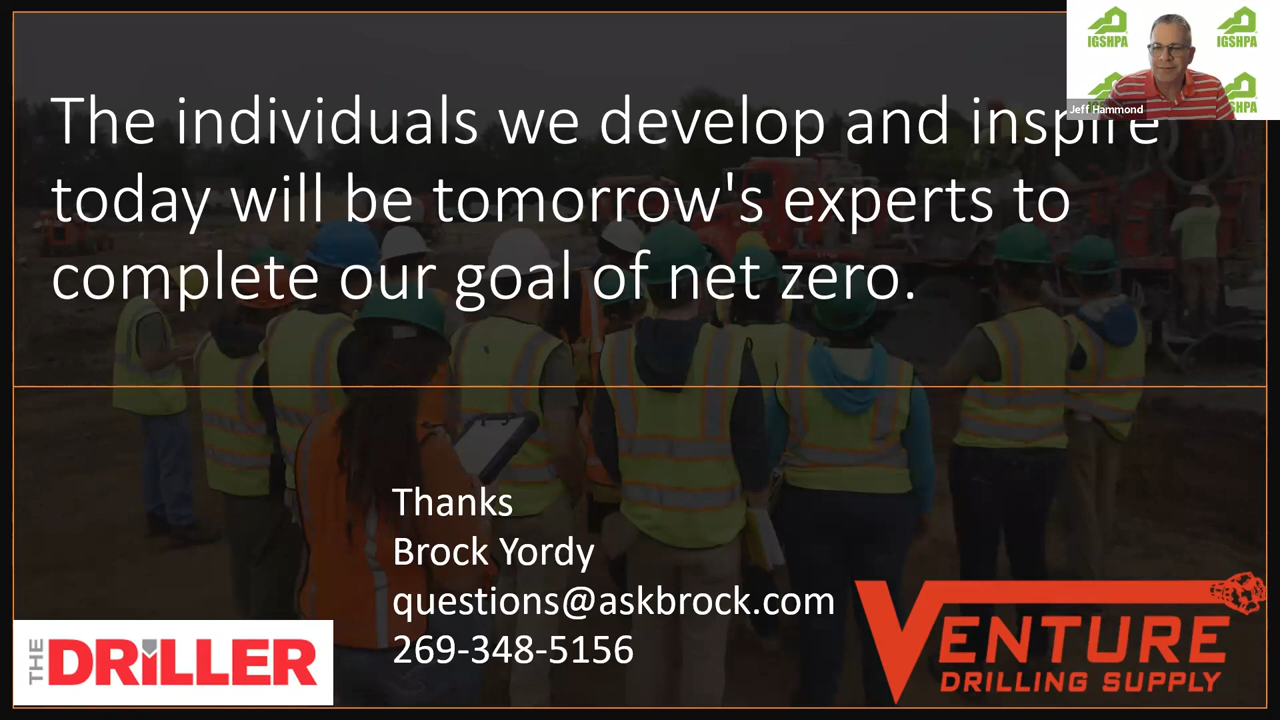 IGSHPA
IGSHPA
SHPA
Jeff Hammond
The individuals we develop and inspire
today will be tomorrow's experts to
complete our goal of net zero.
Thanks
Brock Yordy
questions@askbrock.com
269-348-5156
THE DRiLLER
VENTURE
DRILLING SUPPLY